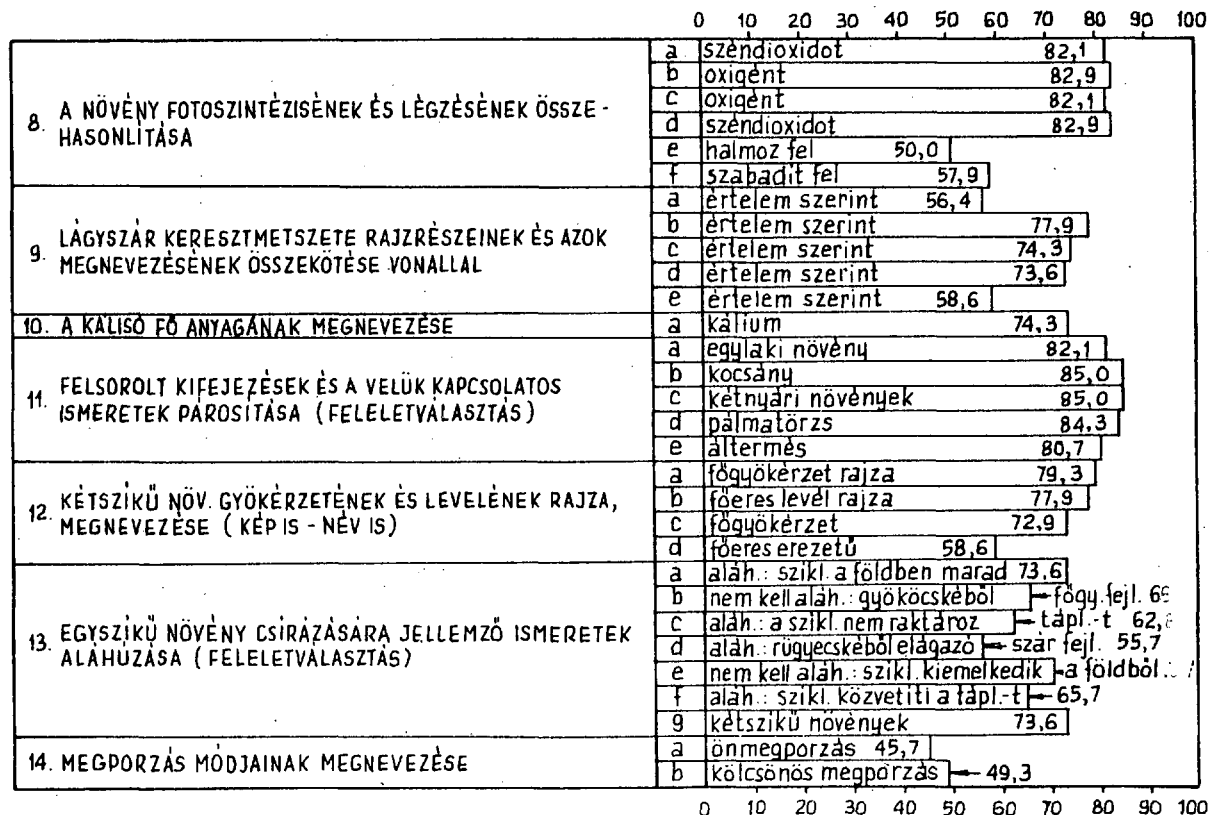 0 10 20 30 40 50 60 70 80 90 100
8. A NÖVÉNY FOTOSZINTÉZISÉNEK ÉS LÉGZÉSÉNEK ÖSSZE-
HASONLÍTÁSA
a széndioxidot 82,1
b oxigént 82,9
c oxigént 82,1
d széndioxidot 82,9
e halmoz fel 50,0
f szabadit fel 57,9
9. LÁGYSZÁR KERESZTMETSZETE RAJZRÉSZEINEK ÉS AZOK
MEGNEVEZÉSÉNEK ÖSSZEKÖTÉSE VONALLAL
a értelem szerint 56,4
b értelem szerint 77,9
c értelem szerint 74,3
d értelem szerint 73,6
e értelem szerint 58,6
10. A KÁLISÓ FŐ ANYAGÁNAK MEGNEVEZÉSE
a kálium 74,3
11. FELSOROLT KIFEJEZÉSEK ÉS A VELÜK KAPCSOLATOS
ISMERETEK PÁROSÍTÁSA (FELELETVÁLASZTÁS)
a egylaki növény 82,1
b kocsány 85,0
c kétnyári növények 85,0
d pálmatörzs 84,3
e áltermés 80,7
12. KÉTSZIKŰ NÖV. GYÖKÉRZETÉNEK ÉS LEVELÉNEK RAJZA,
MEGNEVEZÉSE (KÉP IS - NÉV IS)
a főgyökérzet rajza 79,3
b főeres levél rajza 77,9
c főgyökérzet 72,9
d főeres erezetű 58,6
13. EGYSZIKŰ NÖVÉNY CSÍRÁZÁSÁRA JELLEMZŐ ISMERETEK
ALÁHÚZÁSA (FELELETVÁLASZTÁS)
a aláh.: szikl. a földben marad 73,6
b nem kell aláh.: gyököcskéből főgy. fejl.
c aláh.: a szikl. nem raktároz tápl.-t
d aláh.: rügyecskéből elágazó szár fejl. 55,7
e nem kell aláh.: szikl. kiemelkedik a földből
f aláh.: szikl. közvetíti a tápl.-t 65,7
g kétszikű növények 73,6
14. MEGPORZÁS MÓDJAINAK MEGNEVEZÉSE
a önmegporzás 45,7
b kölcsönös megporzás 49,3
0 10 20 30 40 50 60 70 80 90 100